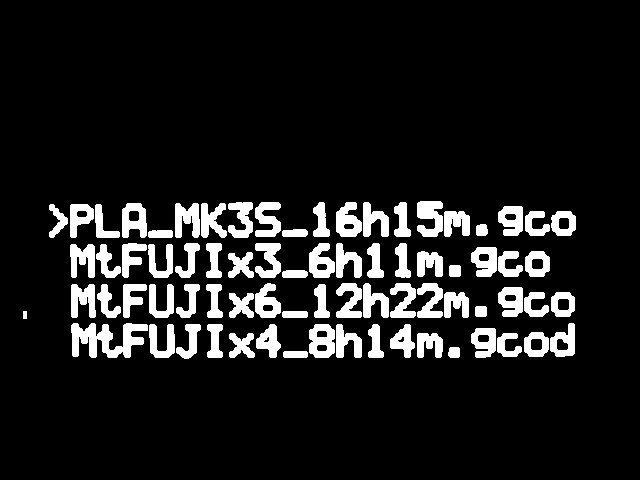 >PLA_MK3S_16h15m.gco
MtFUJIx3_6h11m.gco
MtFUJIx6_12h22m.gco
MtFUJIx4_8h14m.gcod